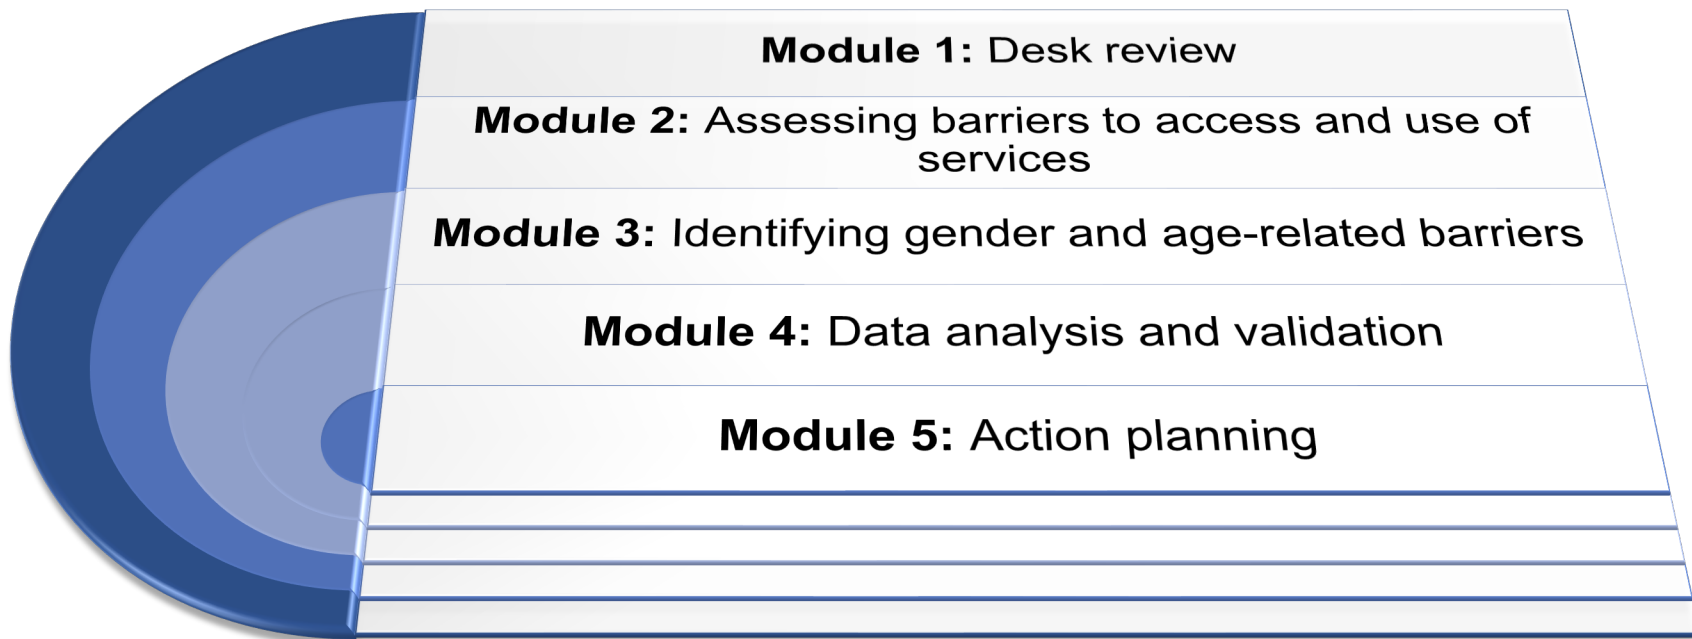 Module 1: Desk review
Module 2: Assessing barriers to access and use of
services
Module 3: Identifying gender and age-related barriers
Module 4: Data analysis and validation
Module 5: Action planning